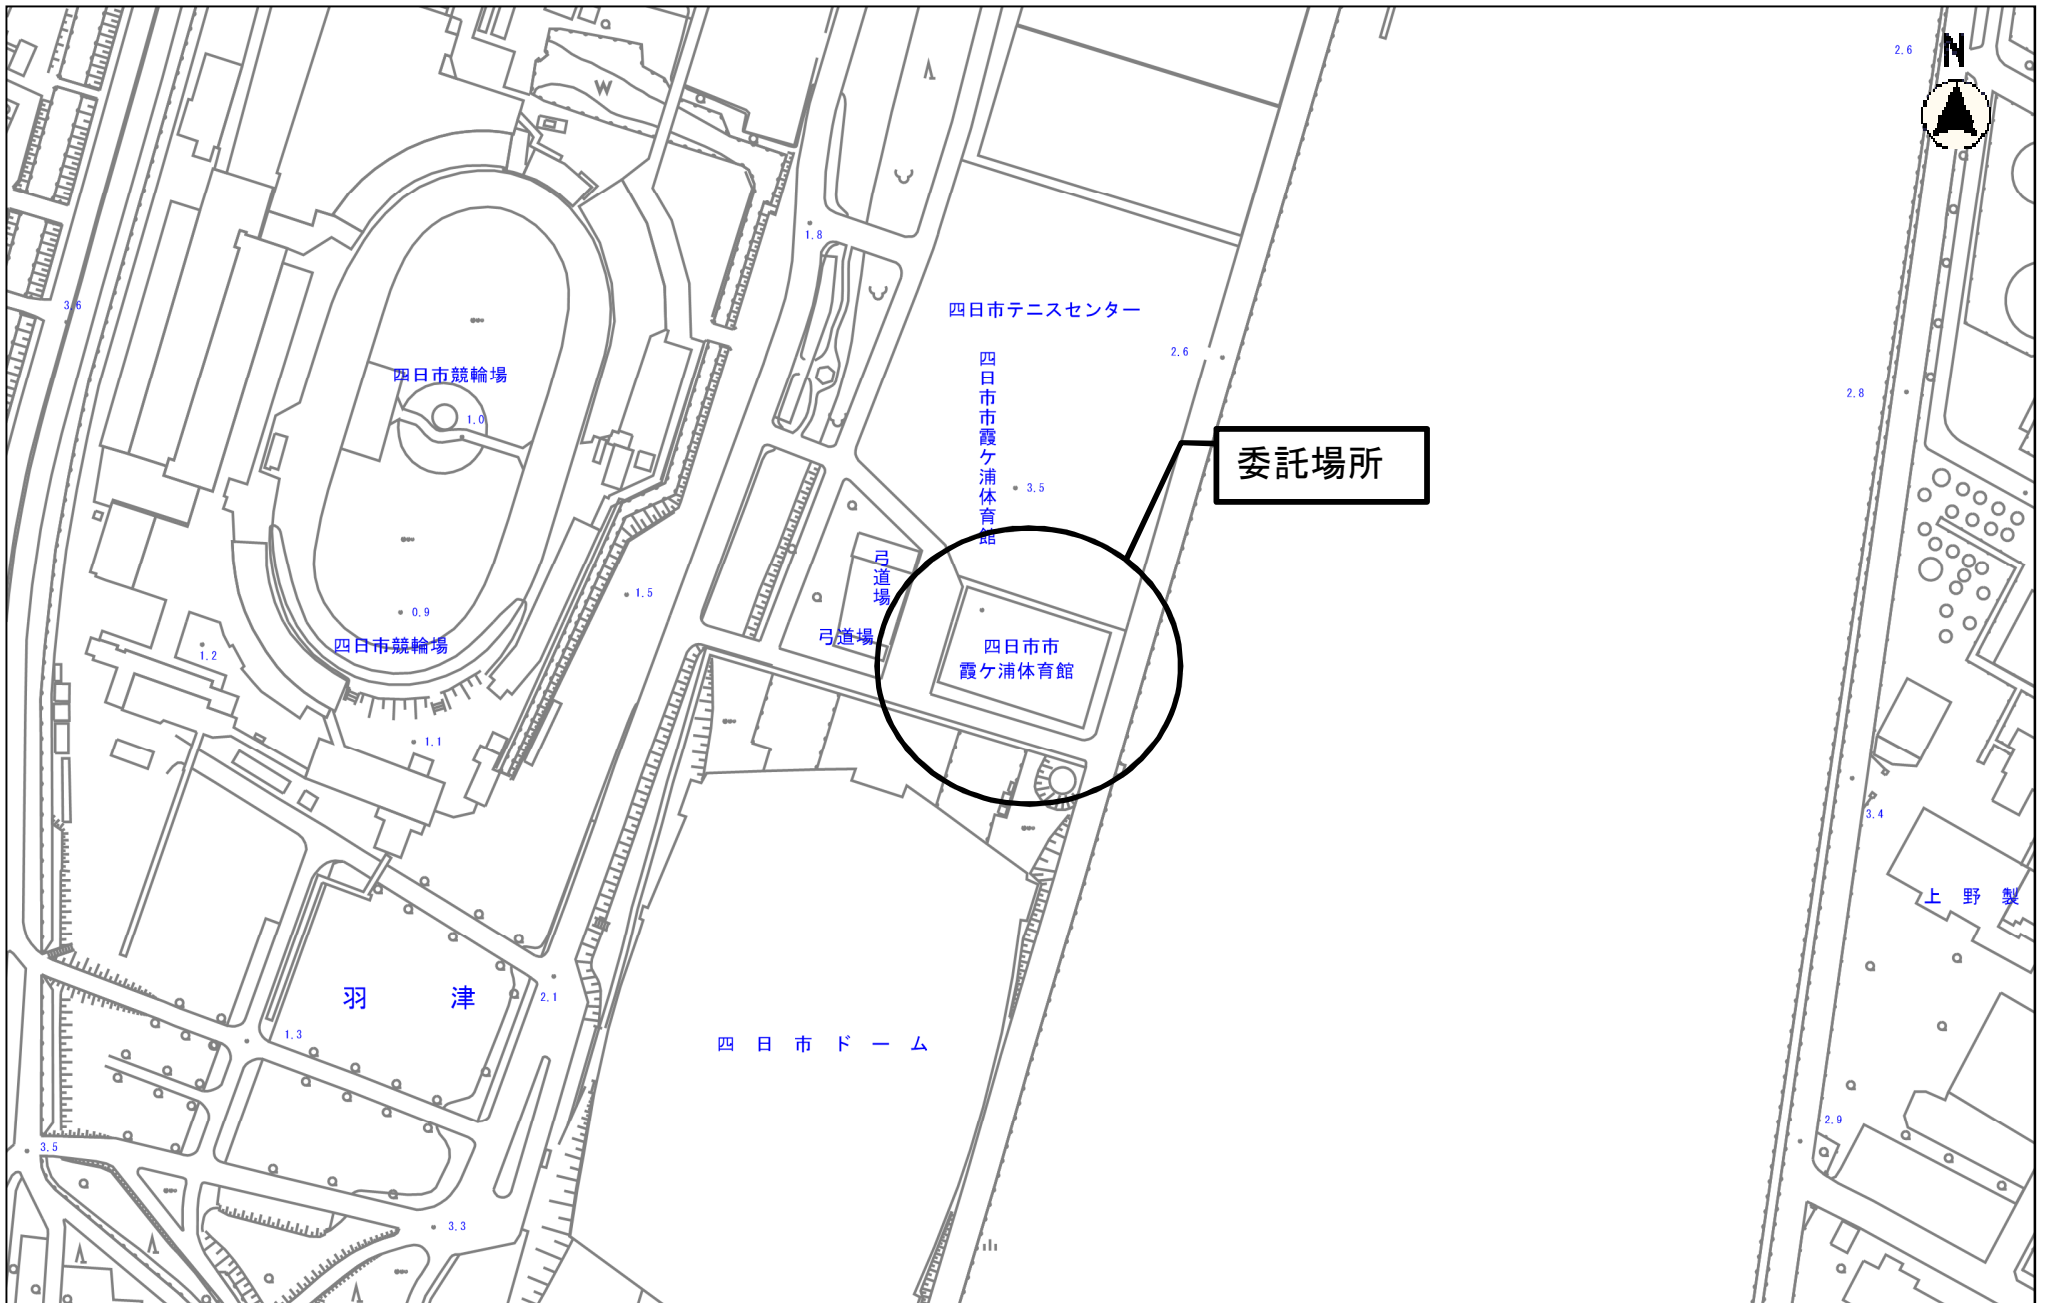 2.6
N
1.8
3.6
四日市テニスセンター
2.6
四日市市霞ケ浦体育館
四日市競輪場
2.8
1.0
委託場所
3.5
弓道場
1.5
0.9
弓道場
四日市競輪場
四日市市
霞ケ浦体育館
1.2
1.1
3.4
上野製
羽津
2.1
1.3
四日市ドーム
2.9
3.5
3.3